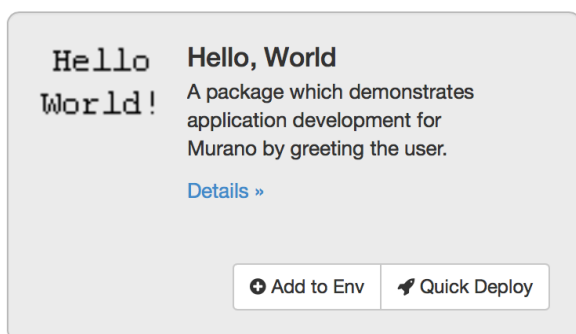 Hello
World!
Hello, World
A package which demonstrates
application development for
Murano by greeting the user.
Details »
Add to Env
Quick Deploy